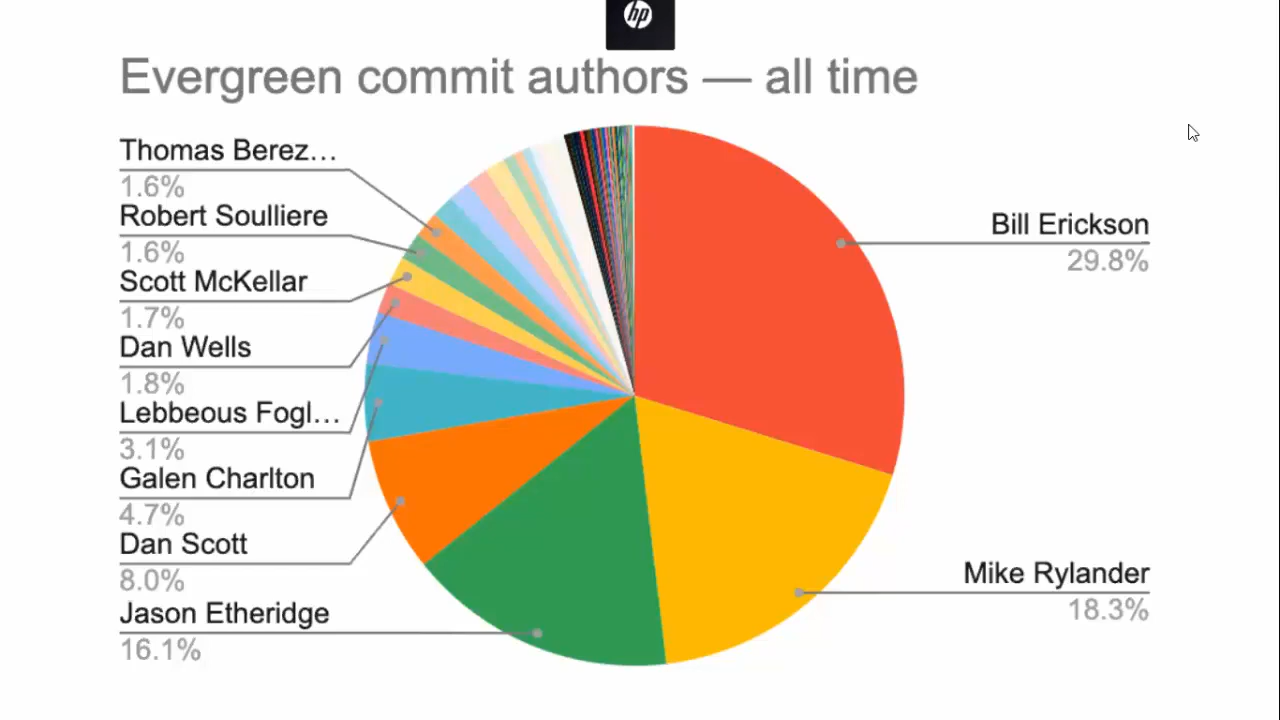 hp
Evergreen commit authors — all time
Thomas Berez…
1.6%
Robert Soulliere
1.6%
Scott McKellar
1.7%
Dan Wells
1.8%
Lebbeous Fogl…
3.1%
Galen Charlton
4.7%
Dan Scott
8.0%
Jason Etheridge
16.1%
Bill Erickson
29.8%
Mike Rylander
18.3%